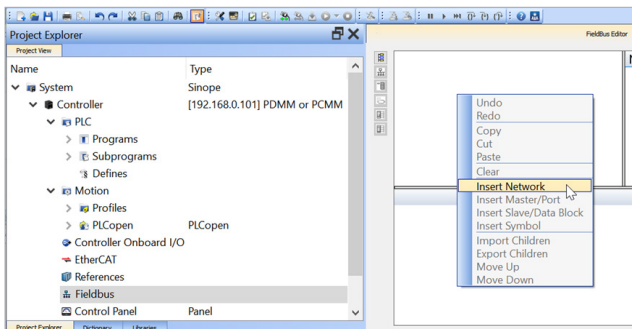 Project Explorer
Project View
Name Type
System Sinope
Controller [192.168.0.101] PDMM or PCMM
PLC
Programs
Subprograms
Defines
Motion
Profiles
PLCopen PLCopen
Controller Onboard I/O
EtherCAT
References
Fieldbus
Control Panel Panel
Project Explorer Dictionary Libraries
FieldBus Editor
Undo
Redo
Copy
Cut
Paste
Clear
Insert Network
Insert Master/Port
Insert Slave/Data Block
Insert Symbol
Import Children
Export Children
Move Up
Move Down